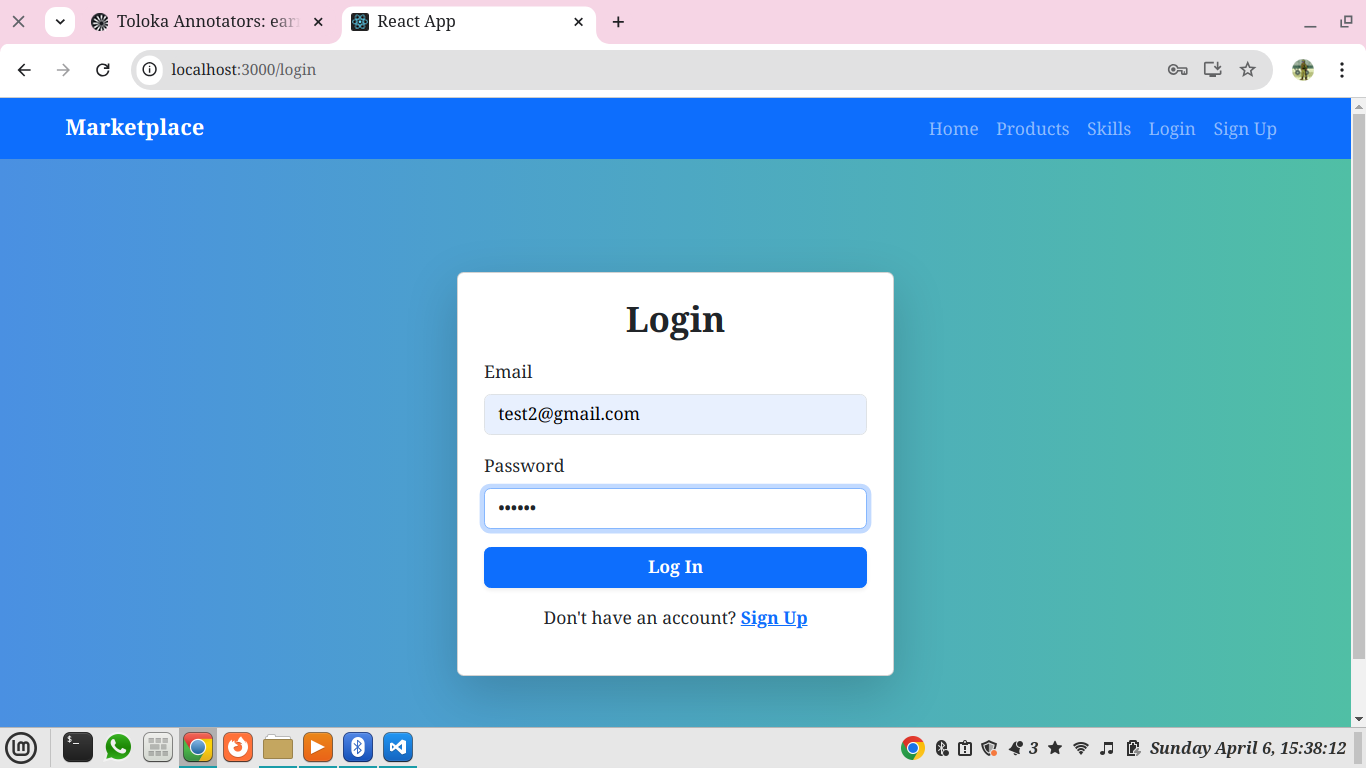 Toloka Annotators: ear
React App
localhost:3000/login
Marketplace
Home Products Skills Login Sign Up
Login
Email
test2@gmail.com
Password
••••••
Log In
Don't have an account? Sign Up
3 Sunday April 6, 15:38:12